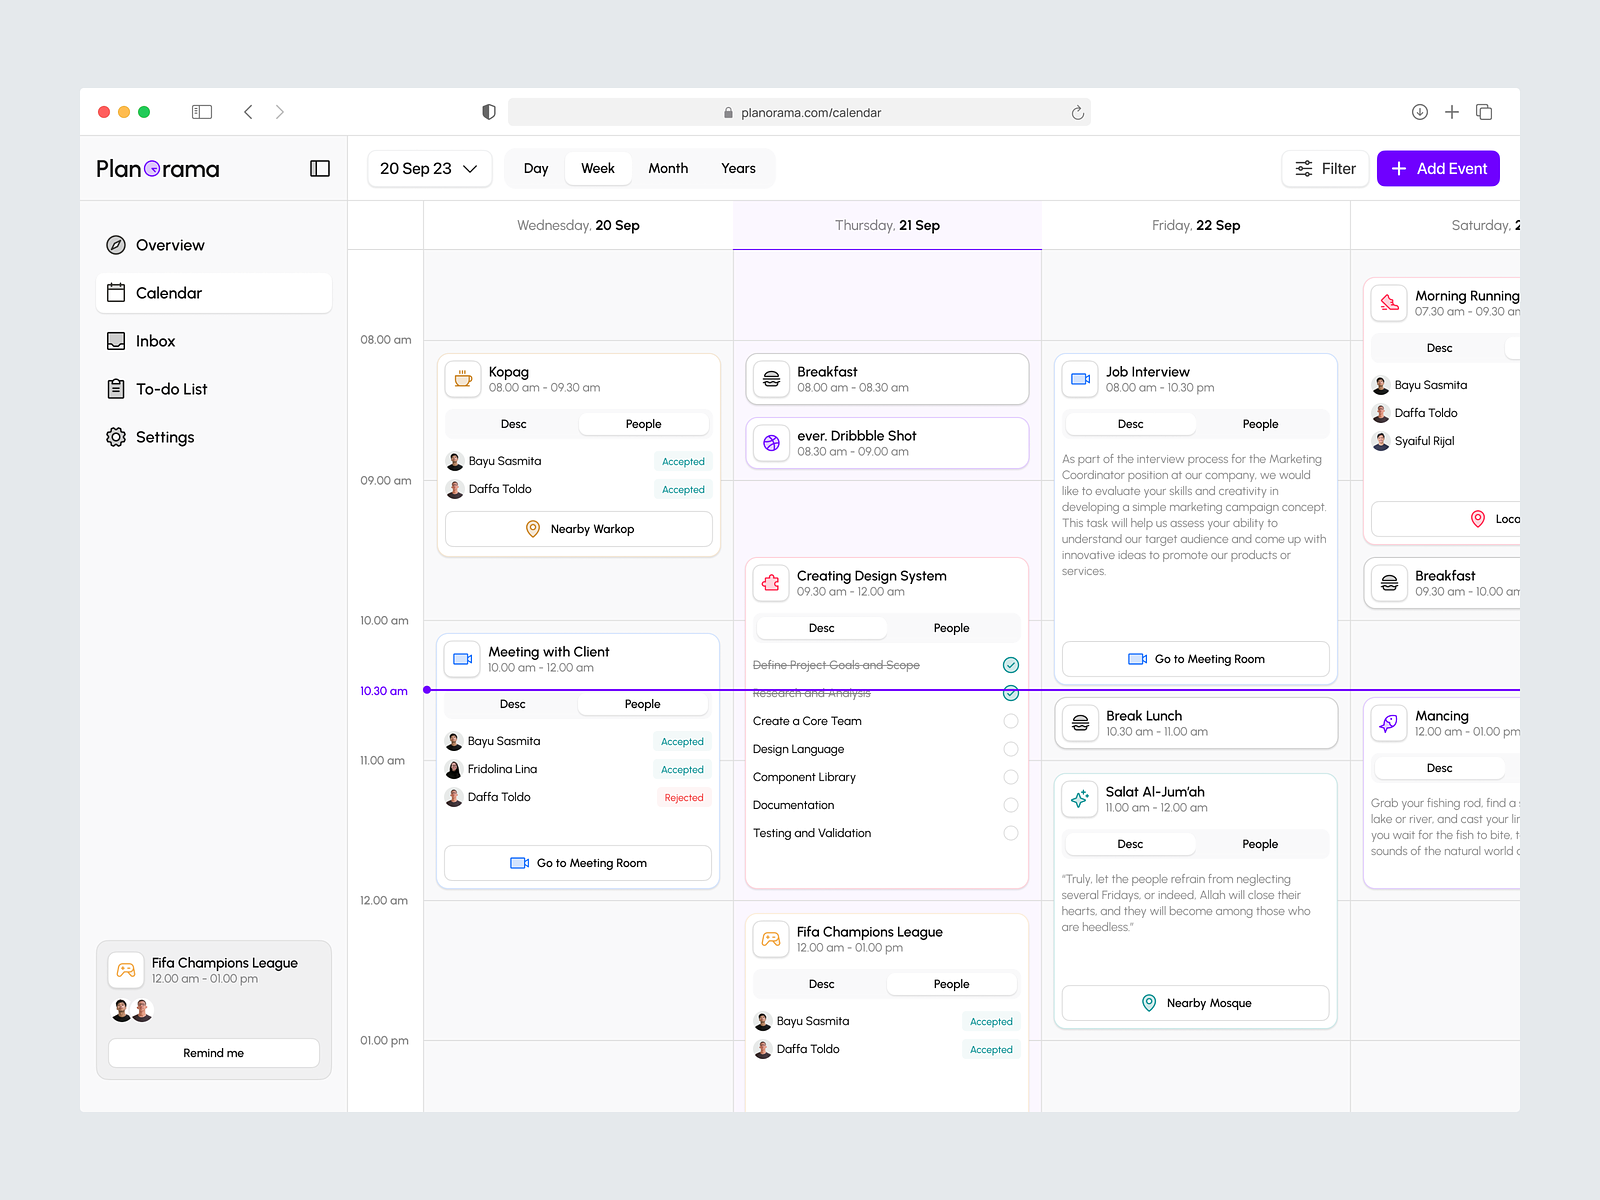 planorama.com/calendar
Planorama
20 Sep 23
Day
Week
Month
Years
Filter
Add Event
Overview
Calendar
Inbox
To-do List
Settings
Fifa Champions League
12.00 am - 01.00 pm
Remind me
Wednesday, 20 Sep
Thursday, 21 Sep
Friday, 22 Sep
Saturday, 2
08.00 am
09.00 am
10.00 am
10.30 am
11.00 am
12.00 am
01.00 pm
Kopag
08.00 am - 09.30 am
Desc
People
Bayu Sasmita
Accepted
Daffa Toldo
Accepted
Nearby Warkop
Meeting with Client
10.00 am - 12.00 am
Desc
People
Bayu Sasmita
Accepted
Fridolina Lina
Accepted
Daffa Toldo
Rejected
Go to Meeting Room
Breakfast
08.00 am - 08.30 am
ever. Dribbble Shot
08.30 am - 09.00 am
Creating Design System
09.30 am - 12.00 am
Desc
People
Define Project Goals and Scope
Research and Analysis
Create a Core Team
Design Language
Component Library
Documentation
Testing and Validation
Fifa Champions League
12.00 am - 01.00 pm
Desc
People
Bayu Sasmita
Accepted
Daffa Toldo
Accepted
Job Interview
08.00 am - 10.30 pm
Desc
People
As part of the interview process for the Marketing
Coordinator position at our company, we would
like to evaluate your skills and creativity in
developing a simple marketing campaign concept.
This task will help us assess your ability to
understand our target audience and come up with
innovative ideas to promote our products or
services.
Go to Meeting Room
Break Lunch
10.30 am - 11.00 am
Salat Al-Jum'ah
11.00 am - 12.00 am
Desc
People
"Truly, let the people refrain from neglecting
several Fridays, or indeed, Allah will close their
hearts, and they will become among those who
are heedless."
Nearby Mosque
Morning Running
07.30 am - 09.30 am
Desc
Bayu Sasmita
Daffa Toldo
Syaiful Rijal
Loca
Breakfast
09.30 am - 10.00 am
Mancing
12.00 am - 01.00 pm
Desc
Grab your fishing rod, find a
lake or river, and cast your
you wait for the fish to bite,
sounds of the natural world